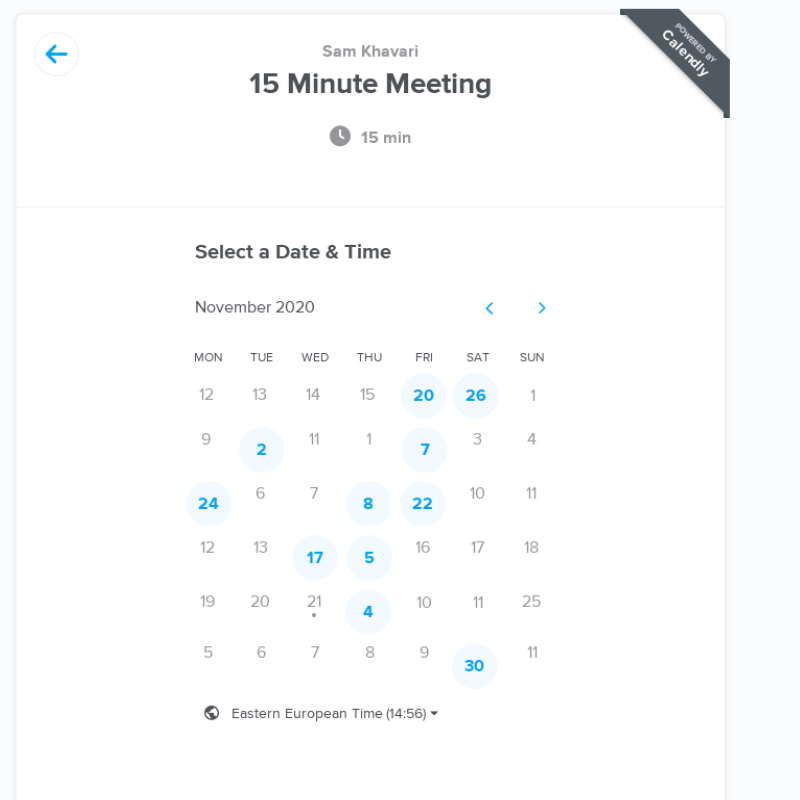 POWERED BY
Calendly
Sam Khavari
15 Minute Meeting
15 min
Select a Date & Time
November 2020
MON TUE WED THU FRI SAT SUN
12 13 14 15 20 26 1
9 2 11 1 7 3 4
24 6 7 8 22 10 11
12 13 17 5 16 17 18
19 20 21 4 10 11 25
5 6 7 8 9 30 11
Eastern European Time (14:56)